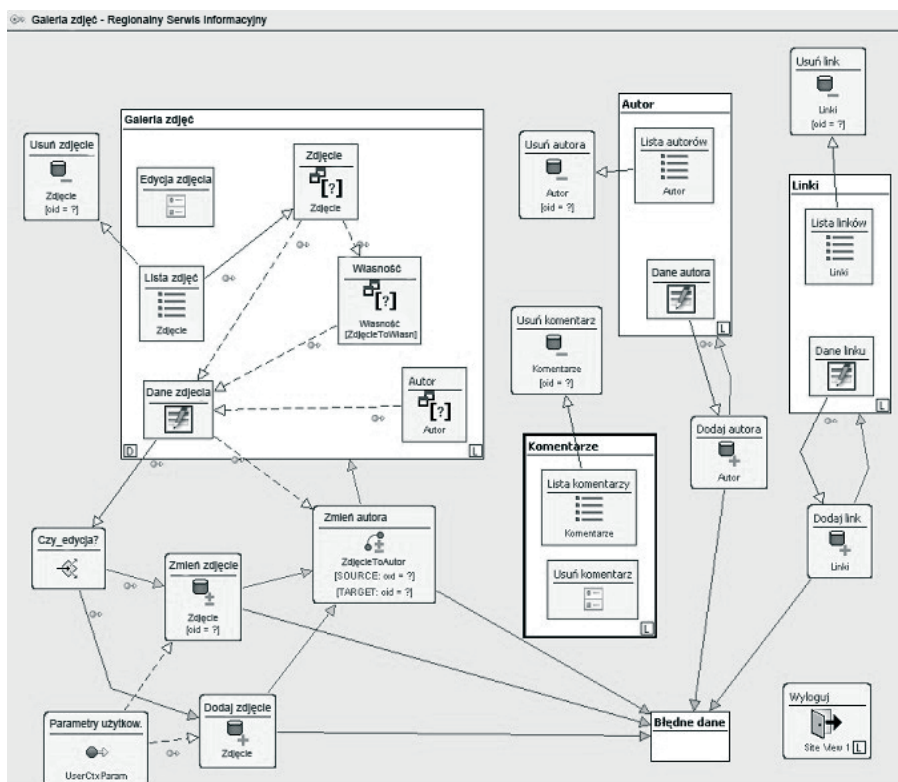 Galeria zdjęć - Regionalny Serwis Informacyjny
Usuń zdjęcie
Zdjęcie
[oid = ?]
Galeria zdjęć
Edycja zdjęcia
Zdjęcie
[?]
Zdjęcie
Lista zdjęć
Zdjęcie
Własność
[?]
Własność
[ZdjęcieToWłasn]
Dane zdjecia
Autor
[?]
Autor
D
L
Usuń autora
Autor
[oid = ?]
Autor
Lista autorów
Autor
Dane autora
L
Usuń link
Linki
[oid = ?]
Linki
Lista linków
Linki
Dane linku
L
Usuń komentarz
Komentarze
[oid = ?]
Komentarze
Lista komentarzy
Komentarze
Usuń komentarz
L
Dodaj autora
Autor
Dodaj link
Linki
Czy_edycja?
Zmień zdjęcie
Zdjęcie
[oid = ?]
Zmień autora
ZdjęcieToAutor
[SOURCE: oid = ?]
[TARGET: oid = ?]
Parametry użytkow.
UserCtxParam
Dodaj zdjęcie
Zdjęcie
Błędne dane
Wyloguj
Site View 1
L